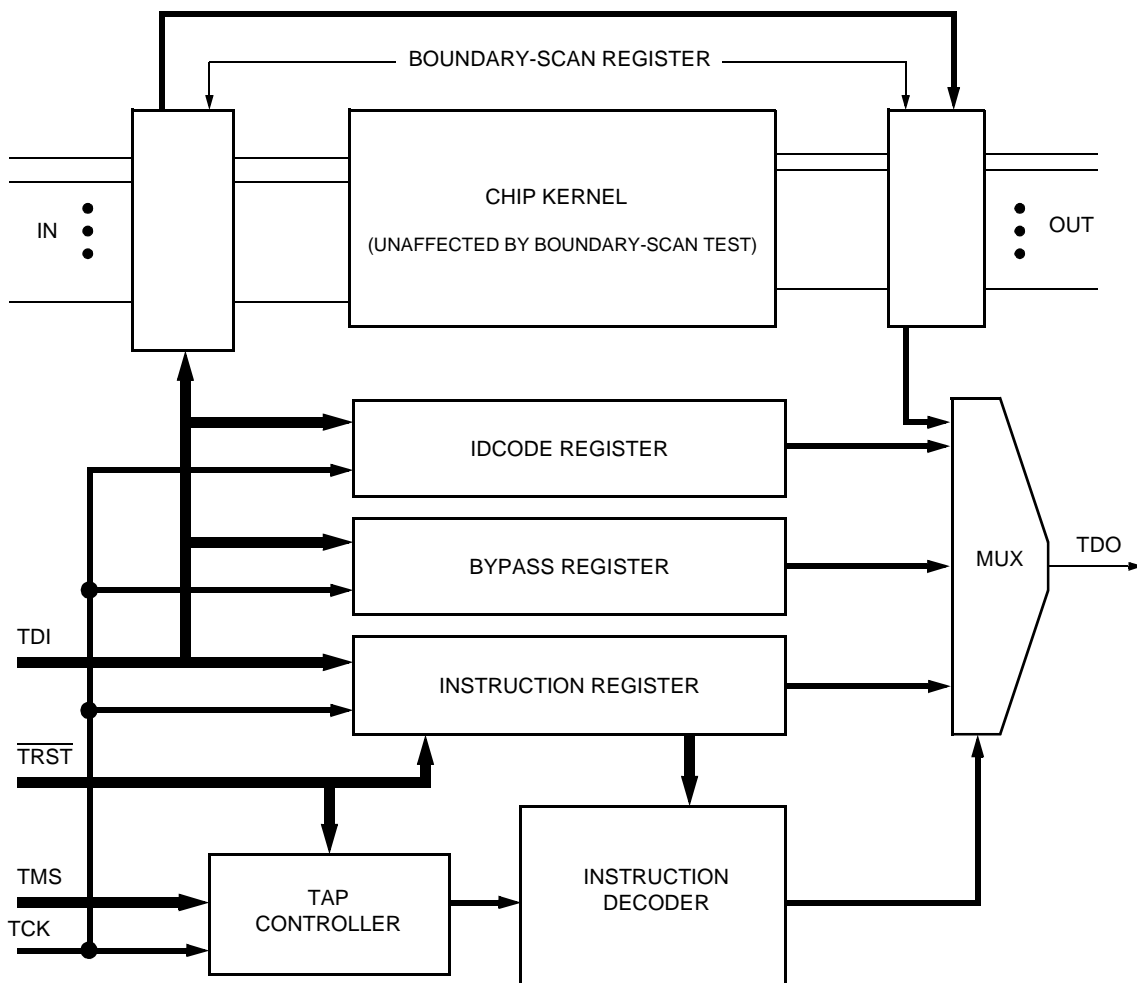 BOUNDARY-SCAN REGISTER
CHIP KERNEL
(UNAFFECTED BY BOUNDARY-SCAN TEST)
IN
OUT
IDCODE REGISTER
BYPASS REGISTER
MUX
TDO
TDI
INSTRUCTION REGISTER
TRST
TMS
TAP
CONTROLLER
INSTRUCTION
DECODER
TCK